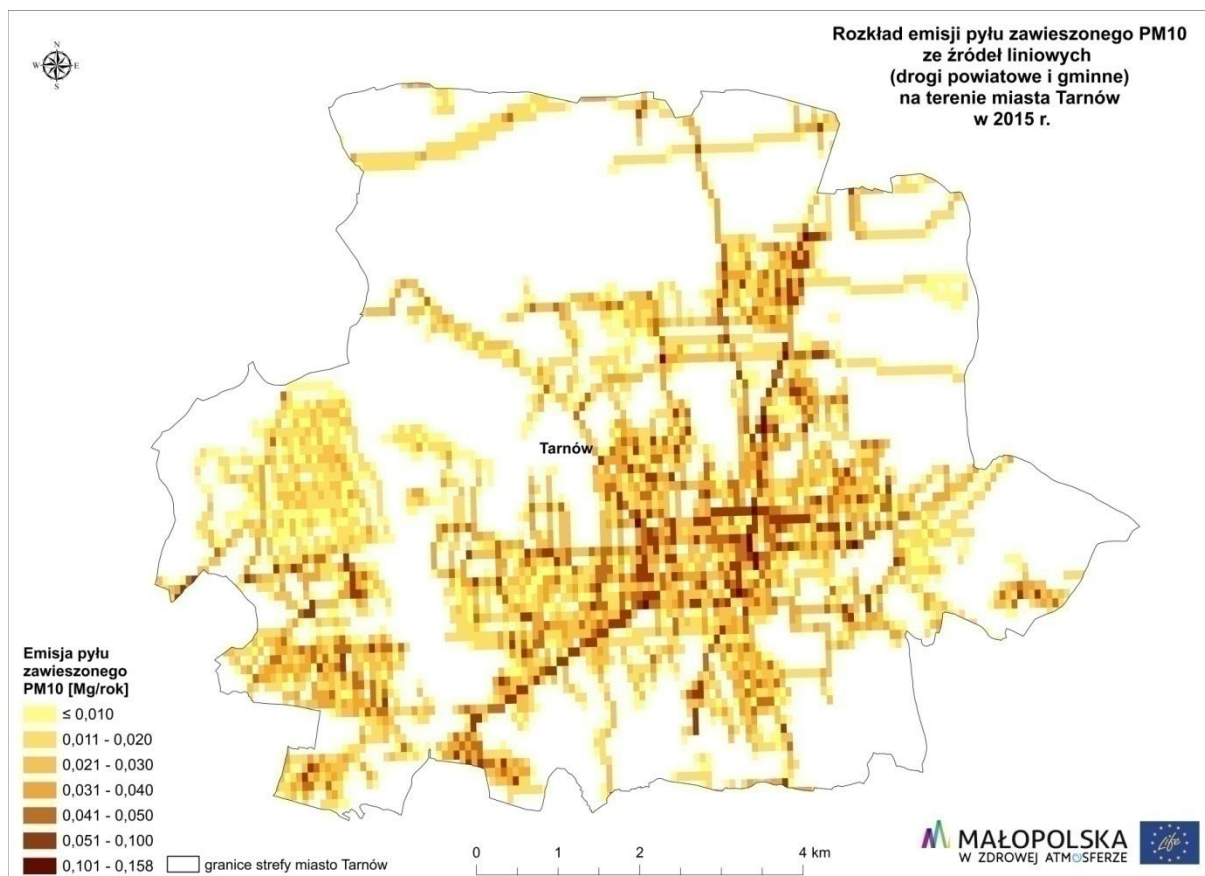 Rozkład emisji pyłu zawieszonego PM10
ze źródeł liniowych
(drogi powiatowe i gminne)
na terenie miasta Tarnów
w 2015 r.
N
W E
S
Tarnów
Emisja pyłu
zawieszonego
PM10 [Mg/rok]
≤ 0,010
0,011 - 0,020
0,021 - 0,030
0,031 - 0,040
0,041 - 0,050
0,051 - 0,100
0,101 - 0,158
granice strefy miasto Tarnów
0 1 2 4 km
MAŁOPOLSKA
W ZDROWEJ ATMOSFERZE
Life